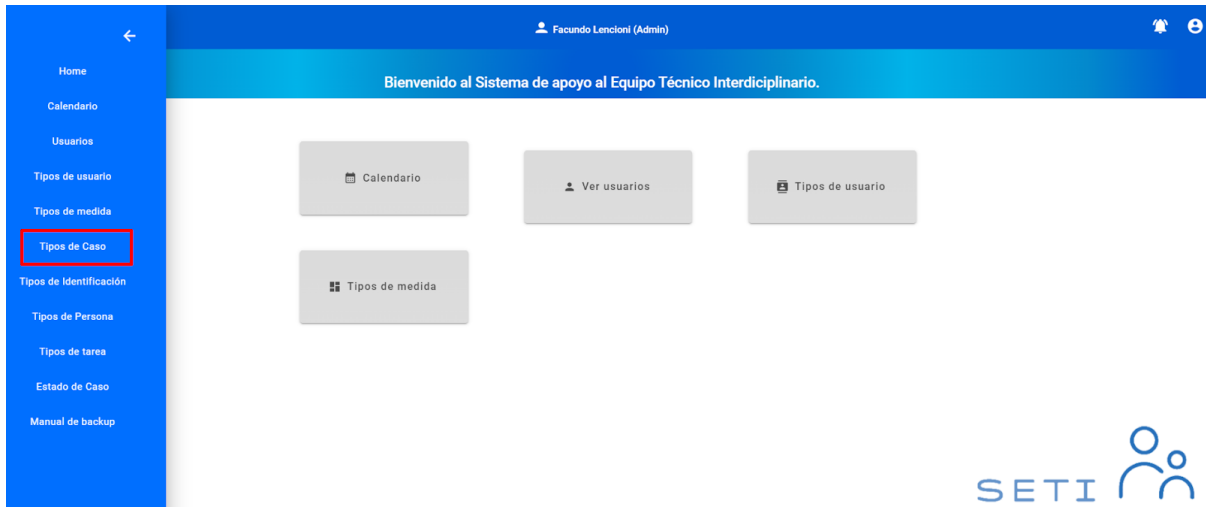 Facundo Lencioni (Admin)
Bienvenido al Sistema de apoyo al Equipo Técnico Interdiciplinario.
Home
Calendario
Usuarios
Tipos de usuario
Tipos de medida
Tipos de Caso
Tipos de Identificación
Tipos de Persona
Tipos de tarea
Estado de Caso
Manual de backup
Calendario
Ver usuarios
Tipos de usuario
Tipos de medida
SETI